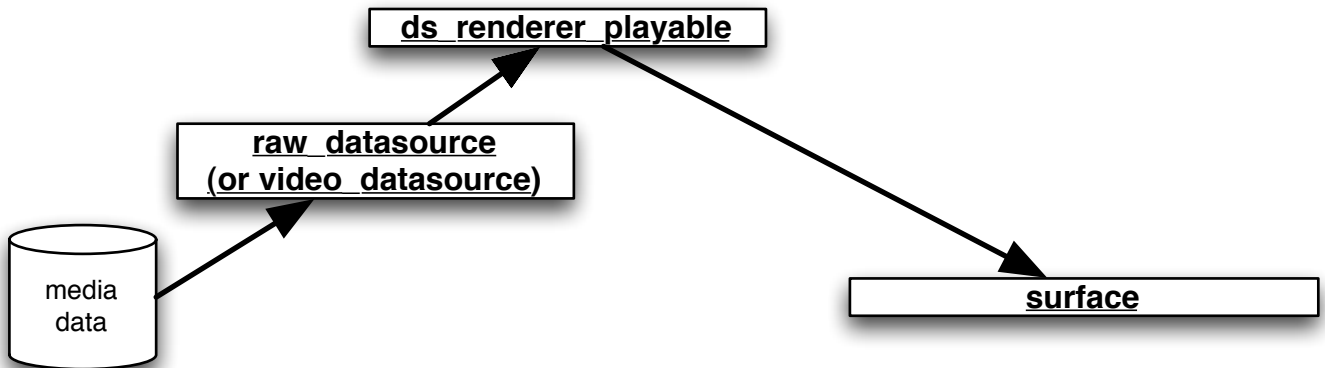 ds_renderer_playable
raw_datasource
(or video_datasource)
media
data
surface